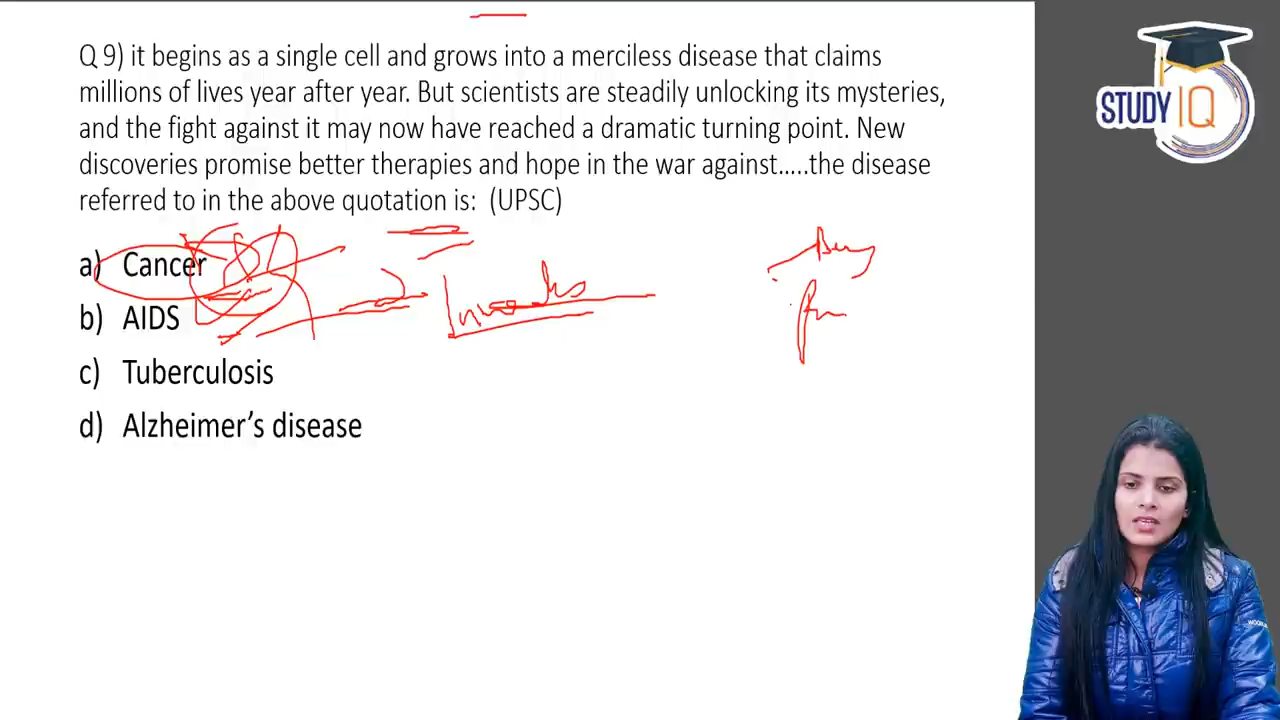 Q 9) it begins as a single cell and grows into a merciless disease that claims
millions of lives year after year. But scientists are steadily unlocking its mysteries,
and the fight against it may now have reached a dramatic turning point. New
discoveries promise better therapies and hope in the war against.....the disease
referred to in the above quotation is: (UPSC)
a) Cancer
b) AIDS
c) Tuberculosis
d) Alzheimer's disease
STUDY IQ